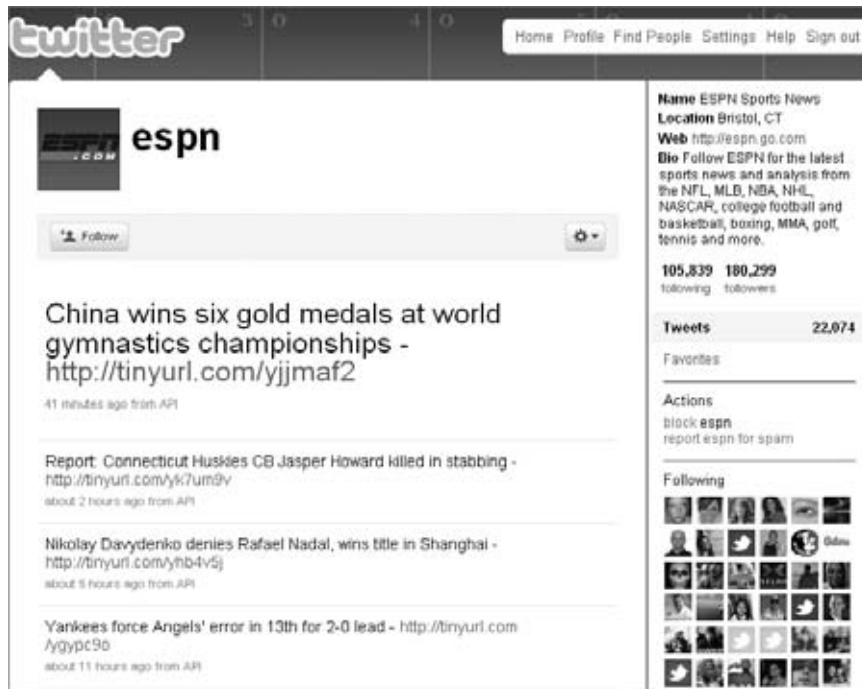 30
40
twitter
Home Profile Find People Settings Help Sign out
ESPN
.COM
espn
Follow
China wins six gold medals at world
gymnastics championships -
http://tinyurl.com/yjjmaf2
41 minutes ago from API
Report: Connecticut Huskies CB Jasper Howard killed in stabbing -
http://tinyurl.com/yk7um9v
about 2 hours ago from API
Nikolay Davydenko denies Rafael Nadal, wins title in Shanghai -
http://tinyurl.com/yhb4v5j
about 5 hours ago from API
Yankees force Angels' error in 13th for 2-0 lead - http://tinyurl.com
/ygypc9o
about 11 hours ago from API
Name ESPN Sports News
Location Bristol, CT
Web http://espn.go.com
Bio Follow ESPN for the latest
sports news and analysis from
the NFL, MLB, NBA, NHL,
NASCAR, college football and
basketball, boxing, MMA, golf,
tennis and more.
105,839 180,299
following followers
Tweets 22,074
Favorites
Actions
block espn
report espn for spam
Following